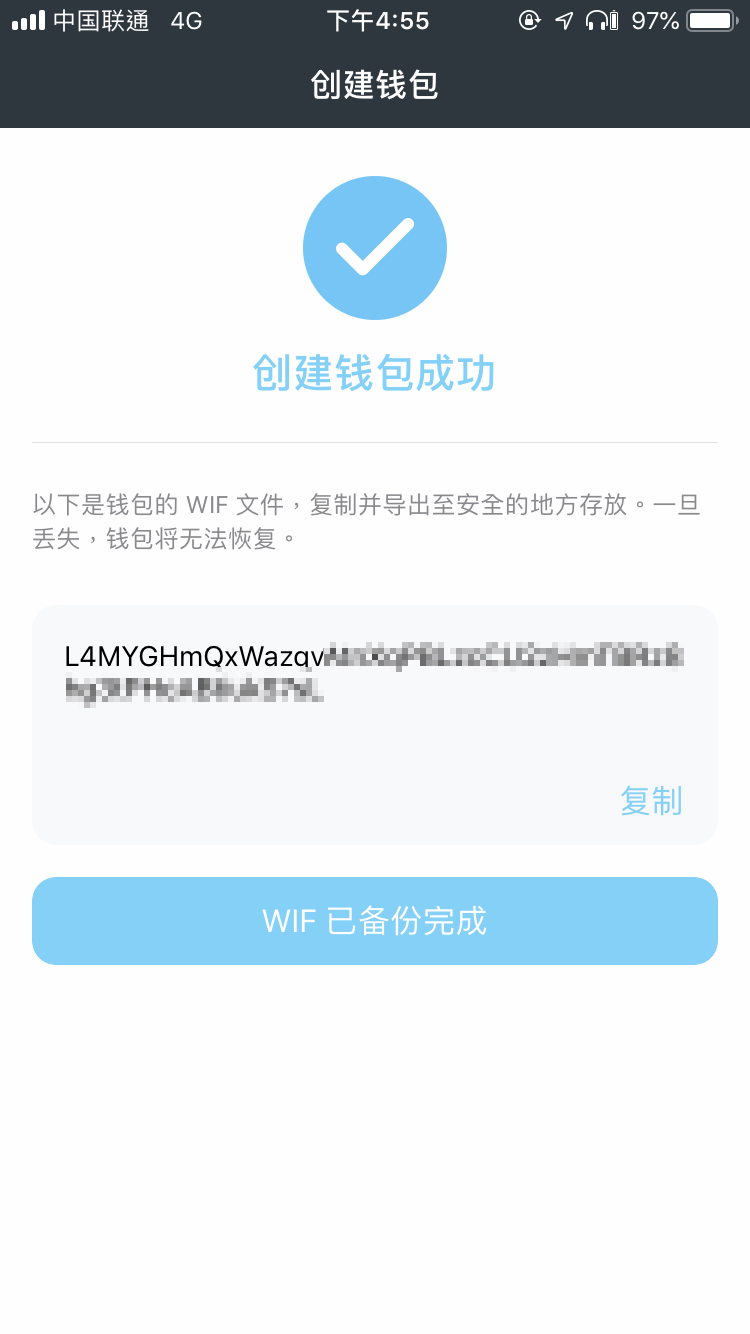 中国联通 4G 下午4:55 97%
创建钱包
创建钱包成功
以下是钱包的 WIF 文件，复制并导出至安全的地方存放。一旦
丢失，钱包将无法恢复。
L4MYGHmQxWazqv
复制
WIF 已备份完成